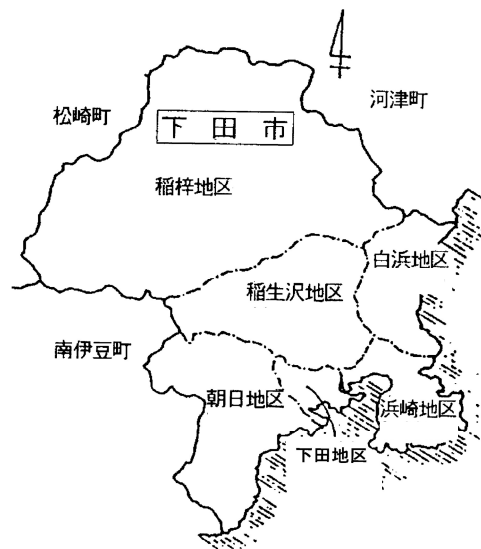 河津町
松崎町
下田市
稲梓地区
白浜地区
稲生沢地区
南伊豆町
朝日地区
浜崎地区
下田地区